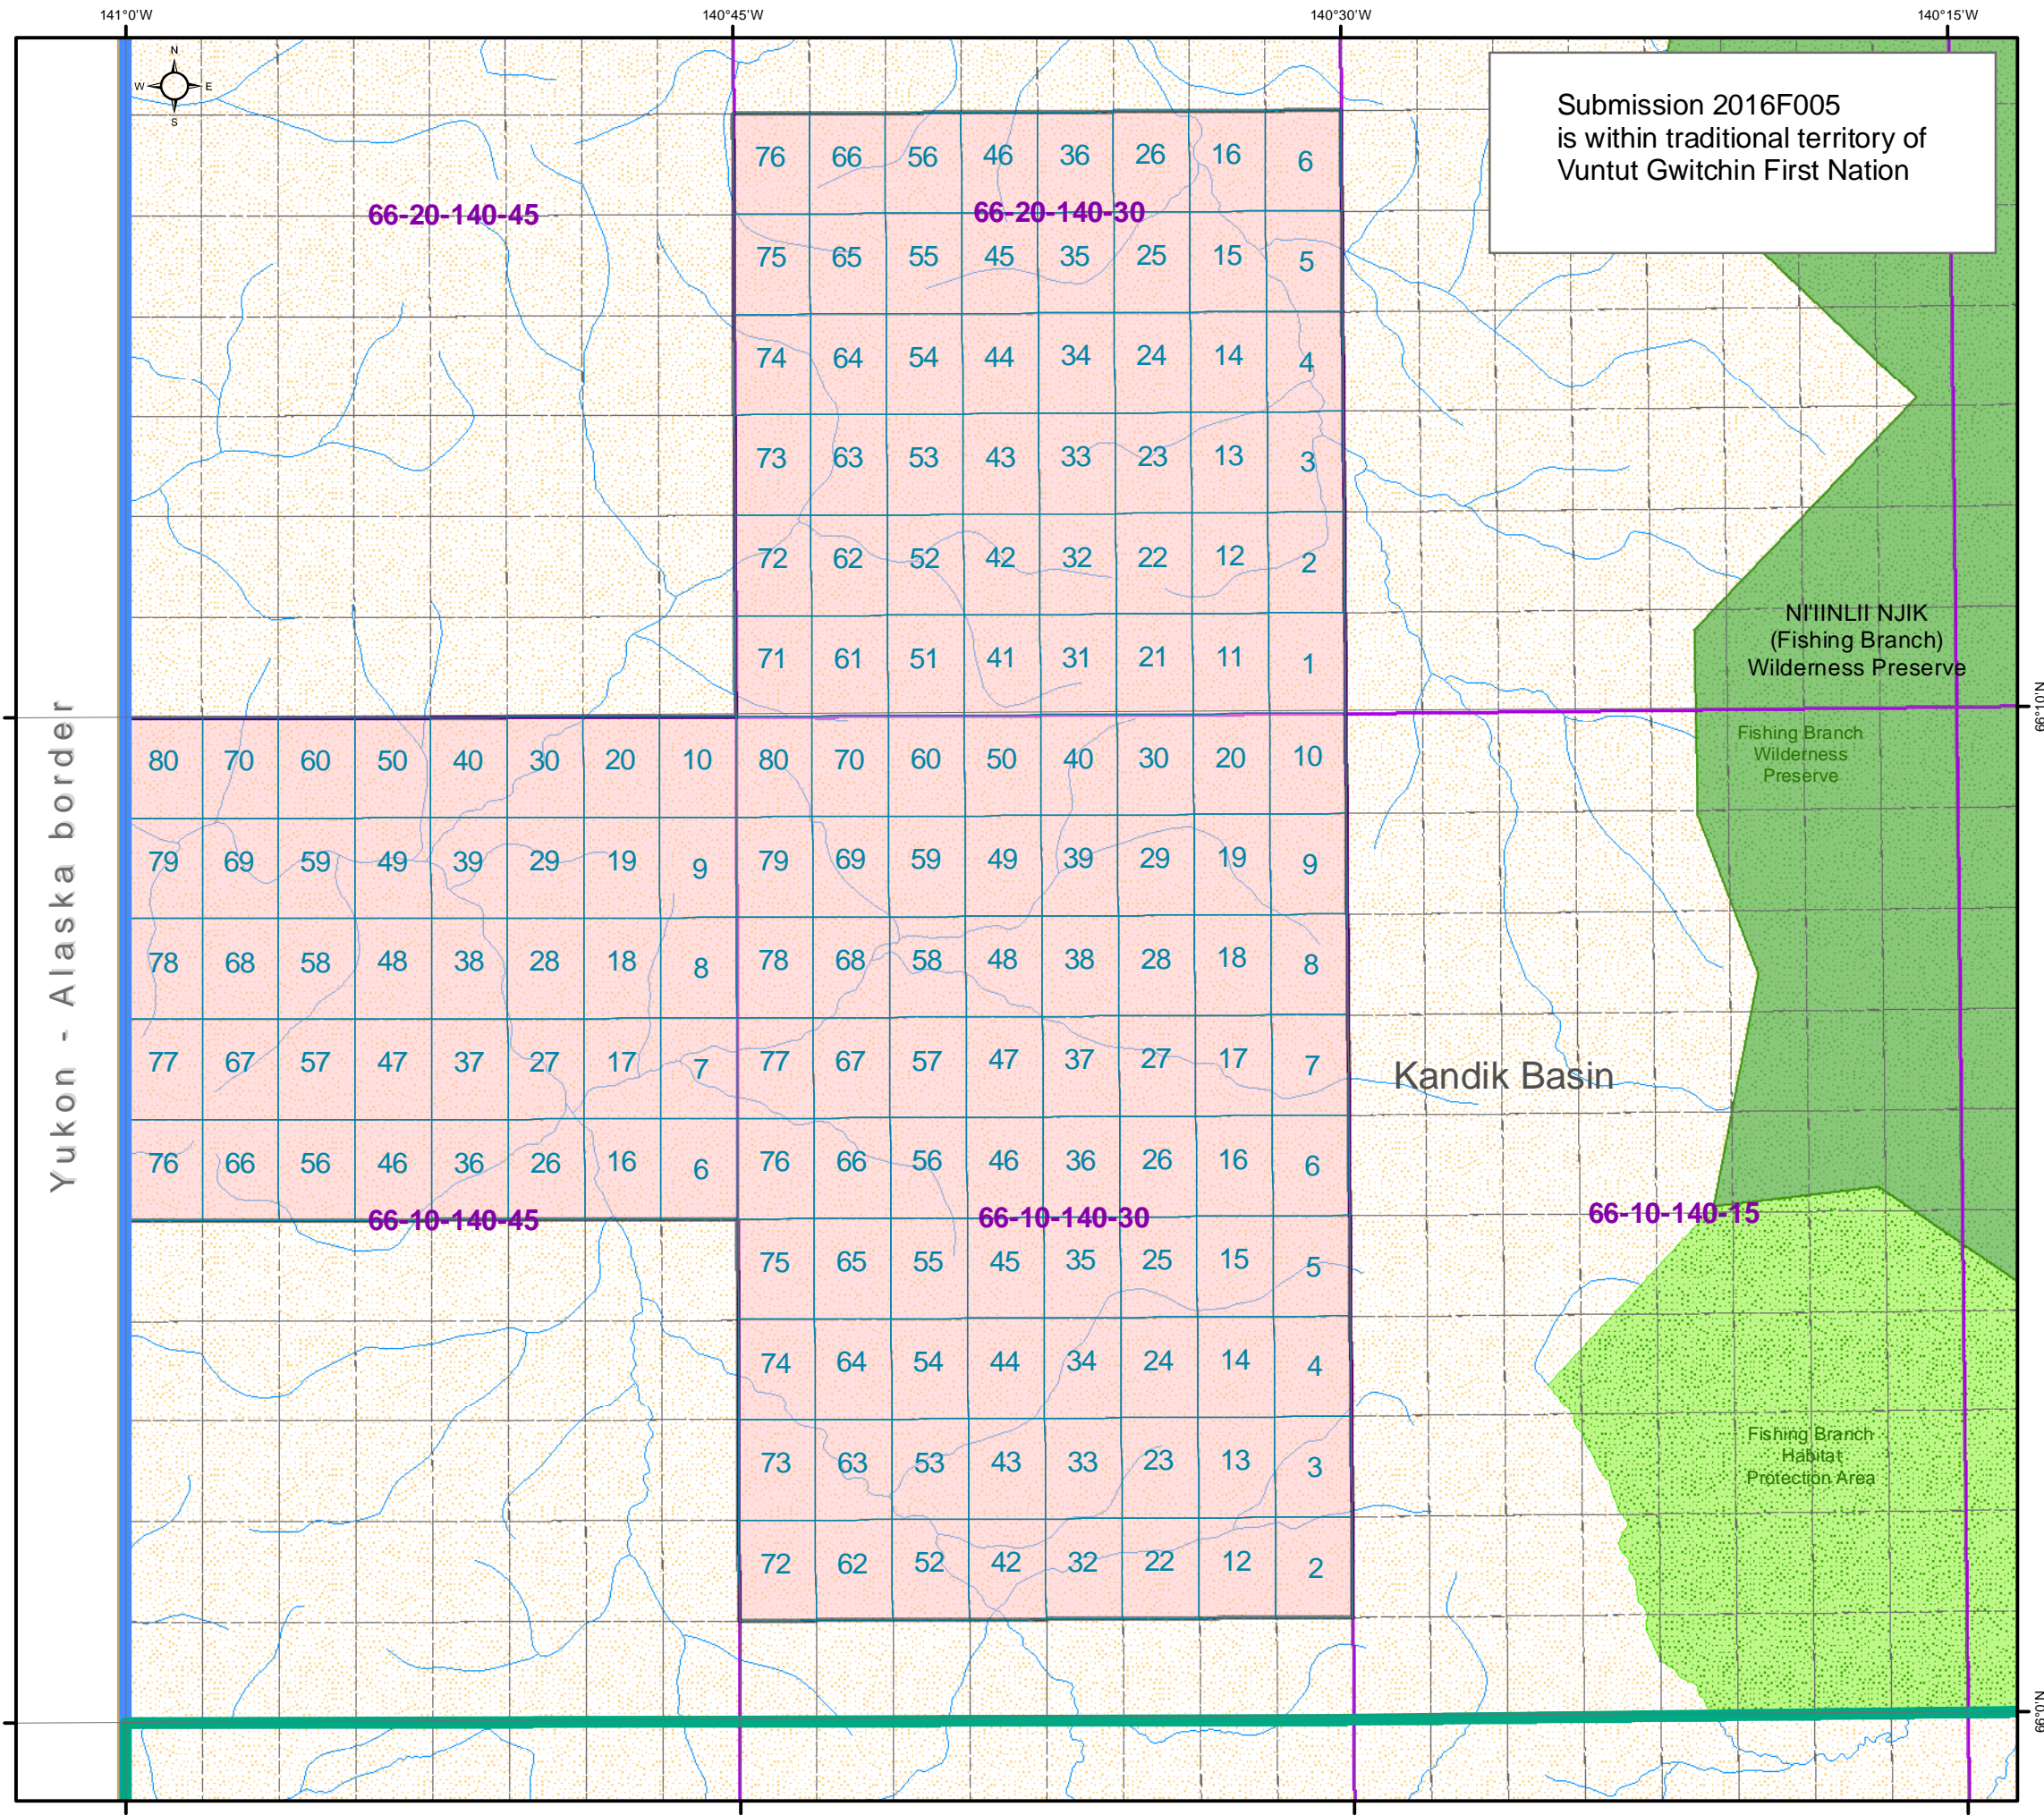 141°0'W 140°45'W 140°30'W 140°15'W
N
W E
S
Submission 2016F005
is within traditional territory of
Vuntut Gwitchin First Nation
76 66 56 46 36 26 16 6
66-20-140-45 66-20-140-30
75 65 55 45 35 25 15 5
74 64 54 44 34 24 14 4
73 63 53 43 33 23 13 3
72 62 52 42 32 22 12 2
71 61 51 41 31 21 11 1
NI'IINLII NJIK
(Fishing Branch)
Wilderness Preserve
66°10'N
Fishing Branch
Wilderness
Preserve
Yukon - Alaska border
80 70 60 50 40 30 20 10 80 70 60 50 40 30 20 10
79 69 59 49 39 29 19 9 79 69 59 49 39 29 19 9
78 68 58 48 38 28 18 8 78 68 58 48 38 28 18 8
77 67 57 47 37 27 17 7 77 67 57 47 37 27 17 7
Kandik Basin
76 66 56 46 36 26 16 6 76 66 56 46 36 26 16 6
66-10-140-45 66-10-140-30 66-10-140-15
75 65 55 45 35 25 15 5
74 64 54 44 34 24 14 4
73 63 53 43 33 23 13 3
Fishing Branch
Habitat
Protection Area
72 62 52 42 32 22 12 2
66°0'N